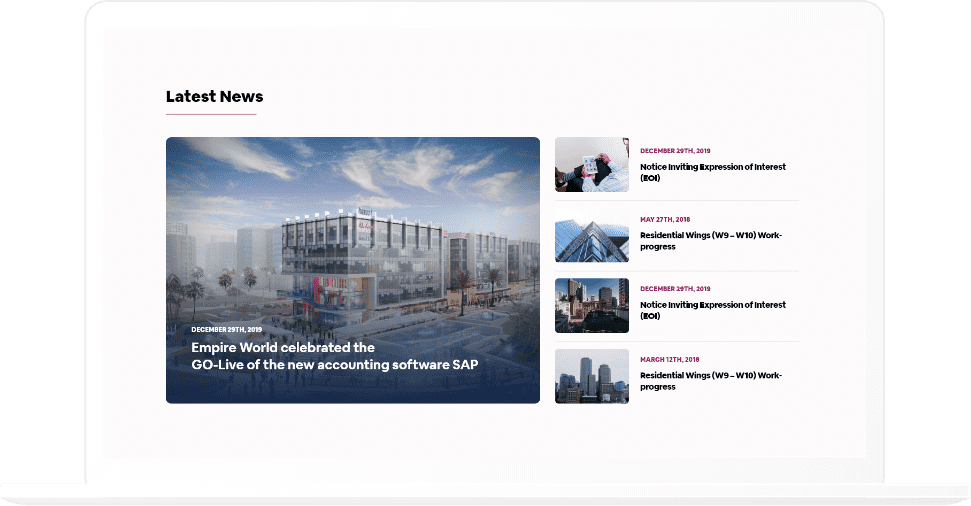 Latest News
DECEMBER 29TH, 2019
Empire World celebrated the
GO-Live of the new accounting software SAP
DECEMBER 29TH, 2019
Notice Inviting Expression of Interest
(EOI)
MAY 27TH, 2018
Residential Wings (W9 – W10) Work-
progress
DECEMBER 29TH, 2019
Notice Inviting Expression of Interest
(EOI)
MARCH 12TH, 2018
Residential Wings (W9 – W10) Work-
progress